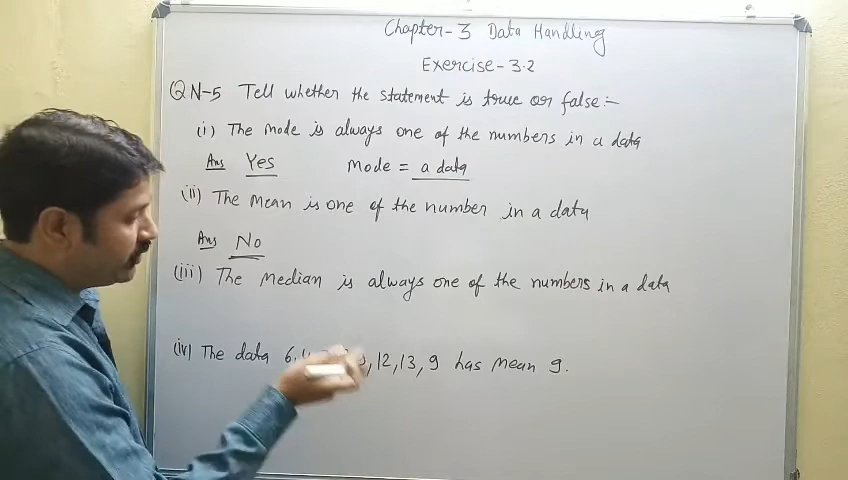 Chapter-3 Data Handling
Exercise-3.2
QN-5 Tell whether the statement is true or false:-
(i) The mode is always one of the numbers in a data
Ans Yes Mode = a data
(ii) The mean is one of the number in a data
Ans No
(iii) The Median is always one of the numbers in a data
(iv) The data 6, 12, 13, 9 has mean 9.